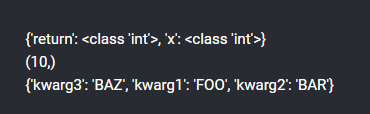 {'return': <class 'int'>, 'x': <class 'int'>}
(10,)
{'kwarg3': 'BAZ', 'kwarg1': 'FOO', 'kwarg2': 'BAR'}